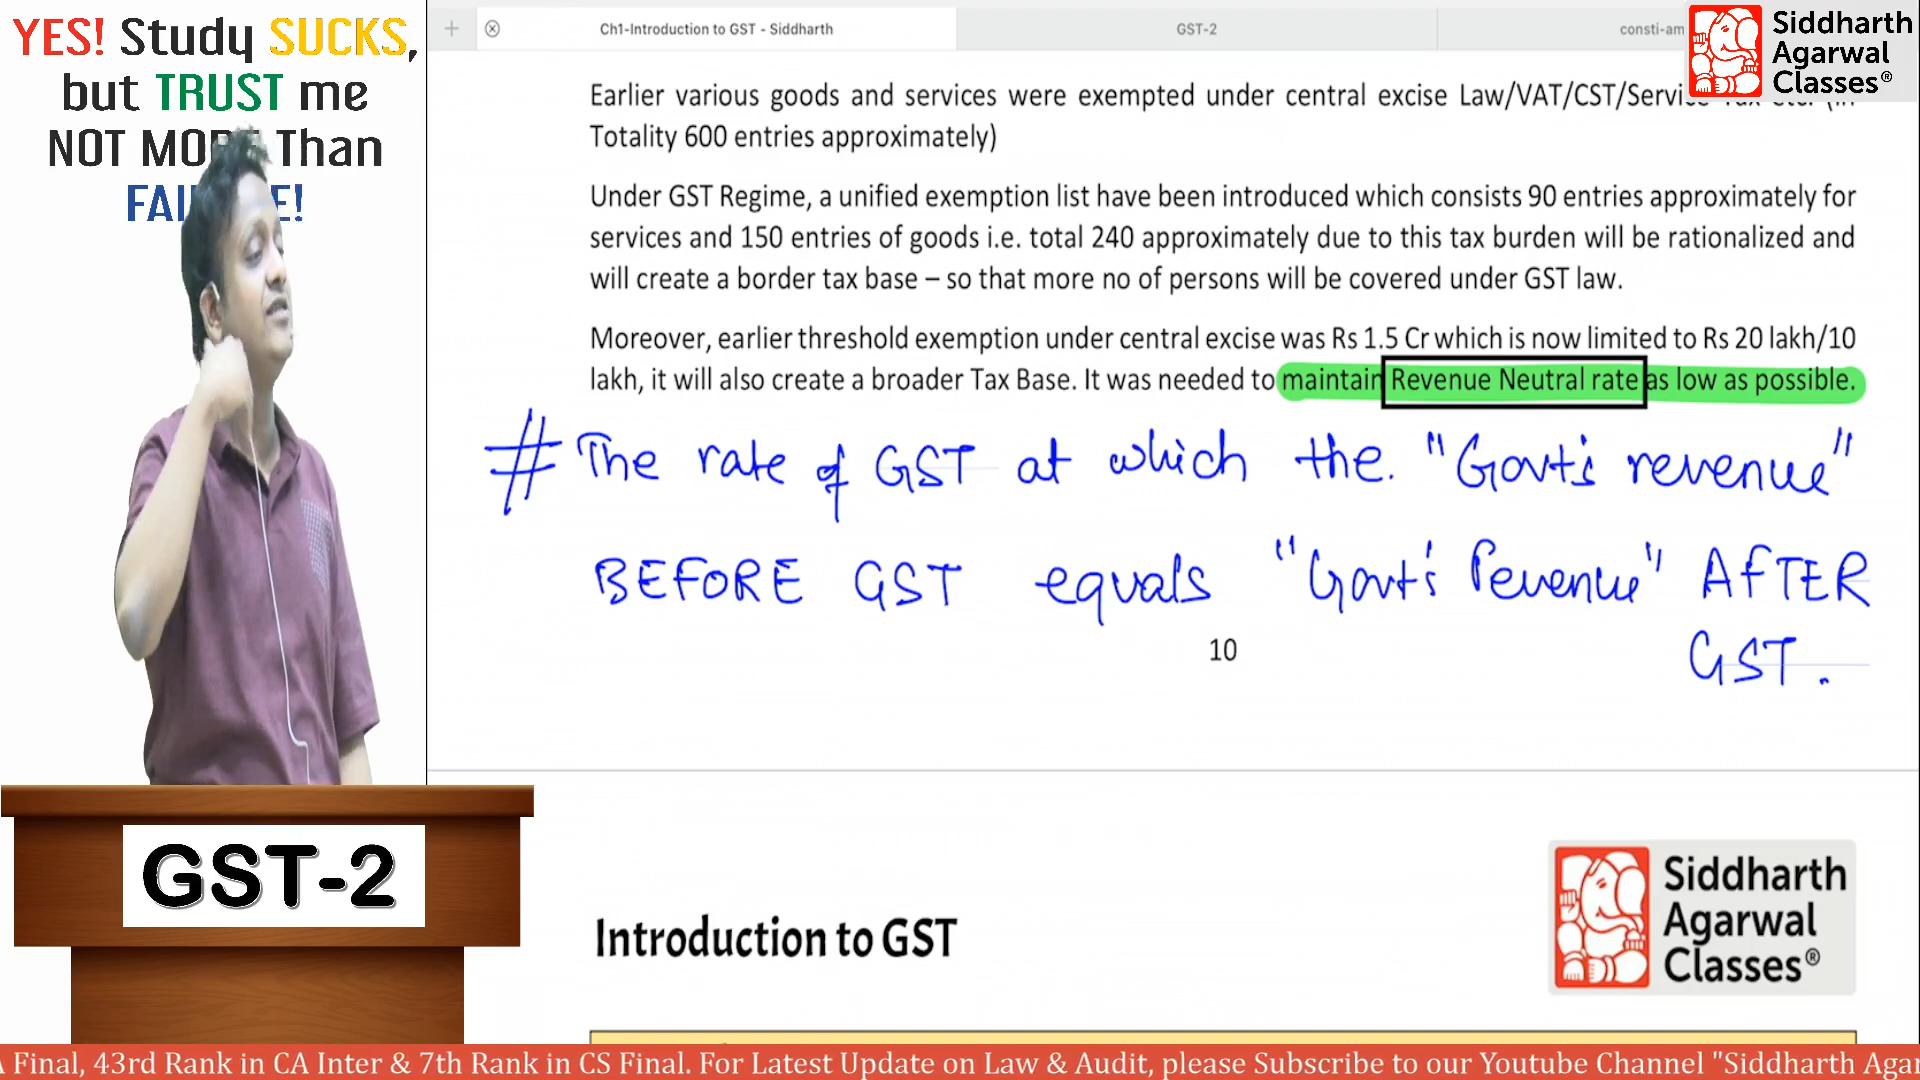 YES! Study SUCKS,
but TRUST me
NOT MORE Than
FAILURE!
Ch1-Introduction to GST - Siddharth
GST-2
consti-am
Siddharth
Agarwal
Classes®
Earlier various goods and services were exempted under central excise Law/VAT/CST/Service Tax etc. (In
Totality 600 entries approximately)
Under GST Regime, a unified exemption list have been introduced which consists 90 entries approximately for
services and 150 entries of goods i.e. total 240 approximately due to this tax burden will be rationalized and
will create a border tax base – so that more no of persons will be covered under GST law.
Moreover, earlier threshold exemption under central excise was Rs 1.5 Cr which is now limited to Rs 20 lakh/10
lakh, it will also create a broader Tax Base. It was needed to maintain Revenue Neutral rate as low as possible.
# The rate of GST at which the. "Govt's revenue"
BEFORE GST equals "Govt's Revenue" AFTER
GST.
10
GST-2
Introduction to GST
Siddharth
Agarwal
Classes®
A Final, 43rd Rank in CA Inter & 7th Rank in CS Final. For Latest Update on Law & Audit, please Subscribe to our Youtube Channel "Siddharth Agar